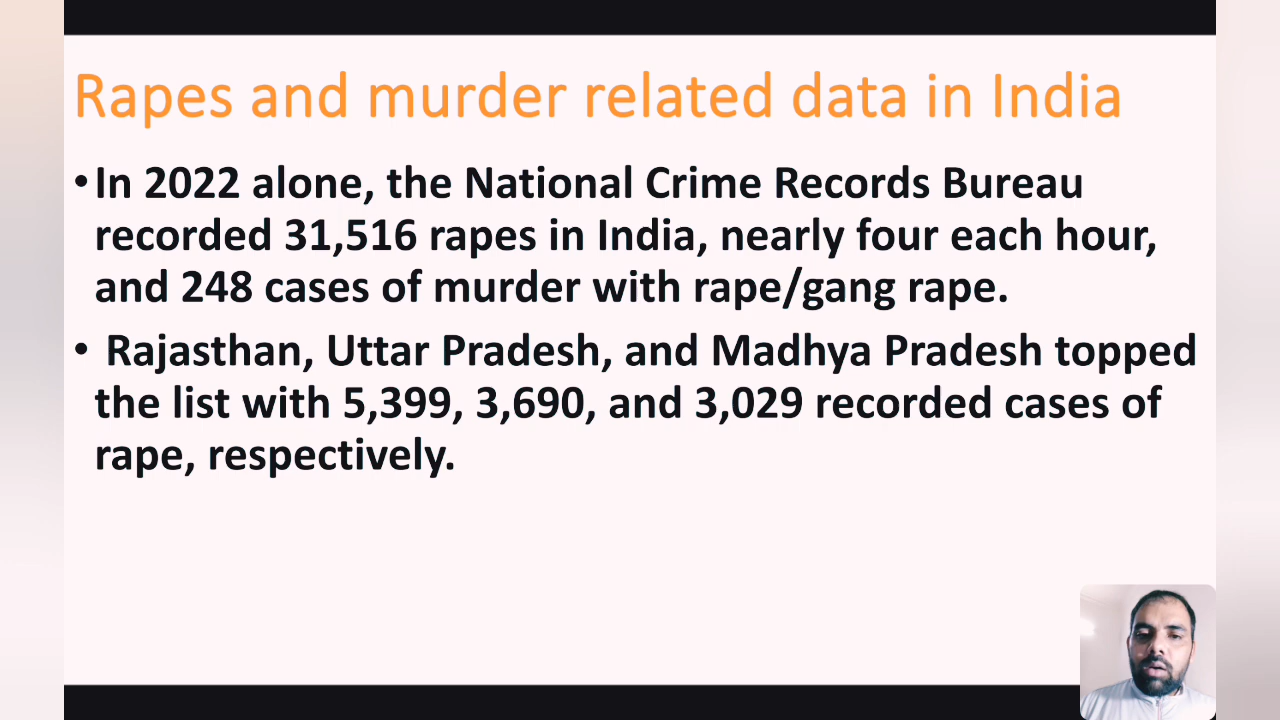 Rapes and murder related data in India
•In 2022 alone, the National Crime Records Bureau
recorded 31,516 rapes in India, nearly four each hour,
and 248 cases of murder with rape/gang rape.
• Rajasthan, Uttar Pradesh, and Madhya Pradesh topped
the list with 5,399, 3,690, and 3,029 recorded cases of
rape, respectively.